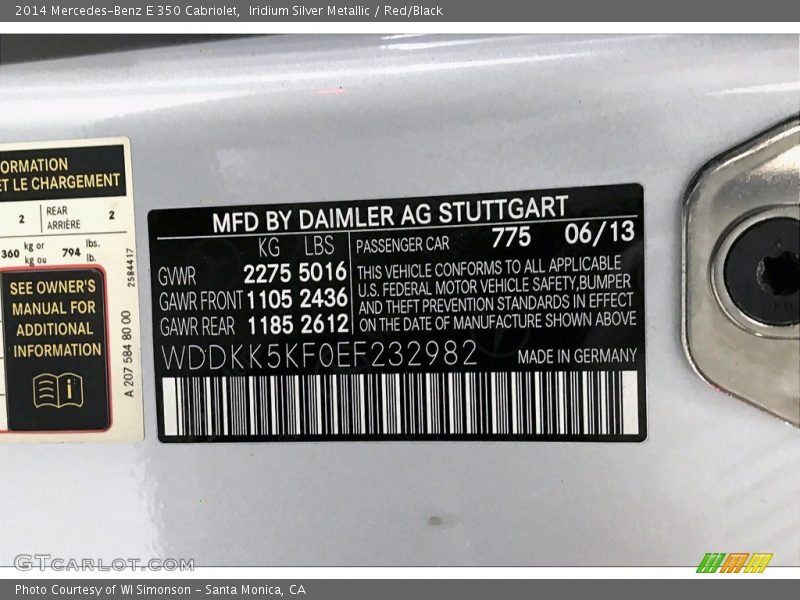 2014 Mercedes-Benz E 350 Cabriolet, Iridium Silver Metallic / Red/Black
ORMATION
ET LE CHARGEMENT
2 REAR ARRIÈRE 2
360 kg or kg ou 794 lbs. lb.
SEE OWNER'S
MANUAL FOR
ADDITIONAL
INFORMATION
2584417
A 207 584 80 00
MFD BY DAIMLER AG STUTTGART
KG LBS PASSENGER CAR 775 06/13
GVWR 2275 5016
GAWR FRONT 1105 2436
GAWR REAR 1185 2612
THIS VEHICLE CONFORMS TO ALL APPLICABLE
U.S. FEDERAL MOTOR VEHICLE SAFETY,BUMPER
AND THEFT PREVENTION STANDARDS IN EFFECT
ON THE DATE OF MANUFACTURE SHOWN ABOVE
WDDKK5KF0EF232982 MADE IN GERMANY
GTCARLOT.COM
Photo Courtesy of WI Simonson - Santa Monica, CA